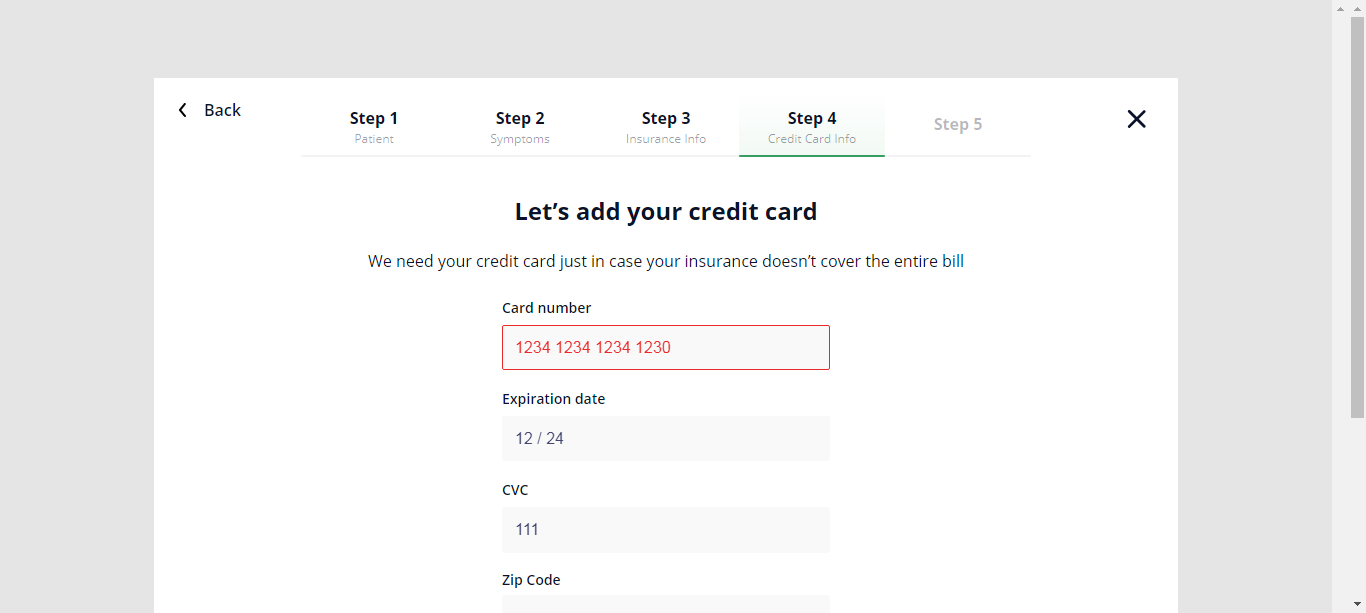 Back
Step 1
Patient
Step 2
Symptoms
Step 3
Insurance Info
Step 4
Credit Card Info
Step 5
Let’s add your credit card
We need your credit card just in case your insurance doesn’t cover the entire bill
Card number
1234 1234 1234 1230
Expiration date
12 / 24
CVC
111
Zip Code